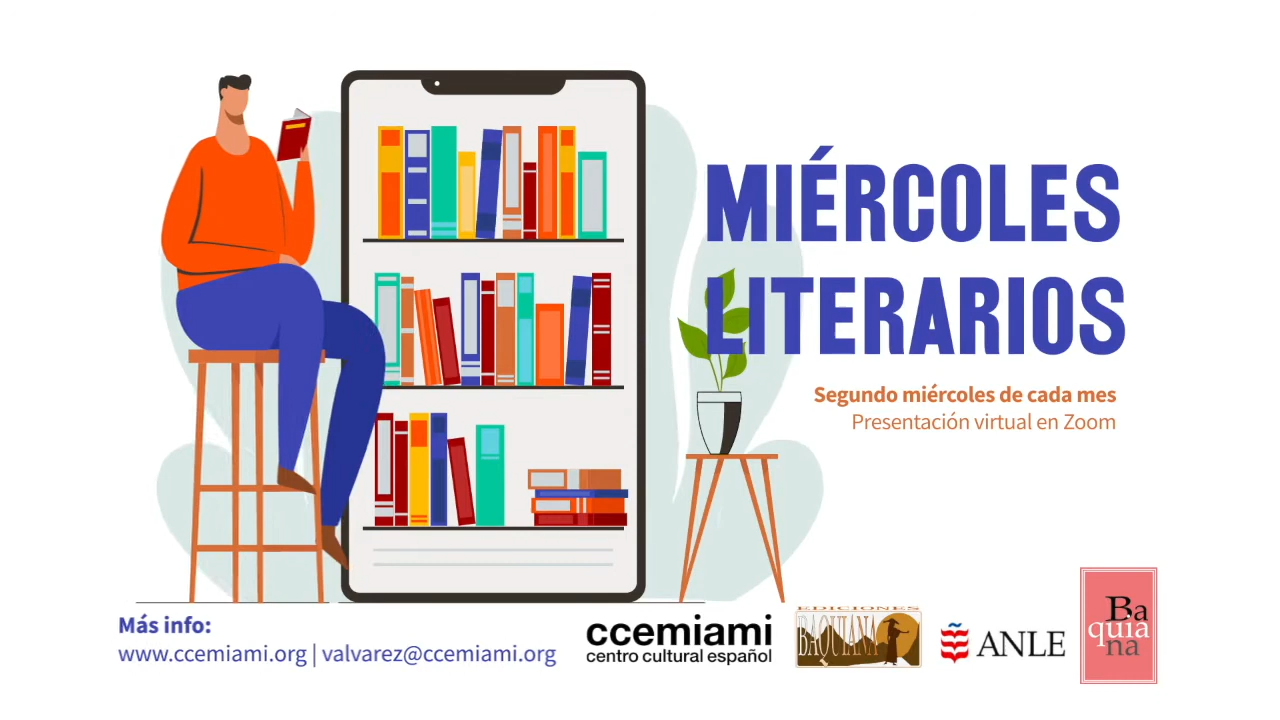 MIÉRCOLES
LITERARIOS
Segundo miércoles de cada mes
Presentación virtual en Zoom
Más info:
www.ccemiami.org | valvarez@ccemiami.org
ccemiami
centro cultural español
EDICIONES
BAQUIANA
ANLE
Ba
quia
na